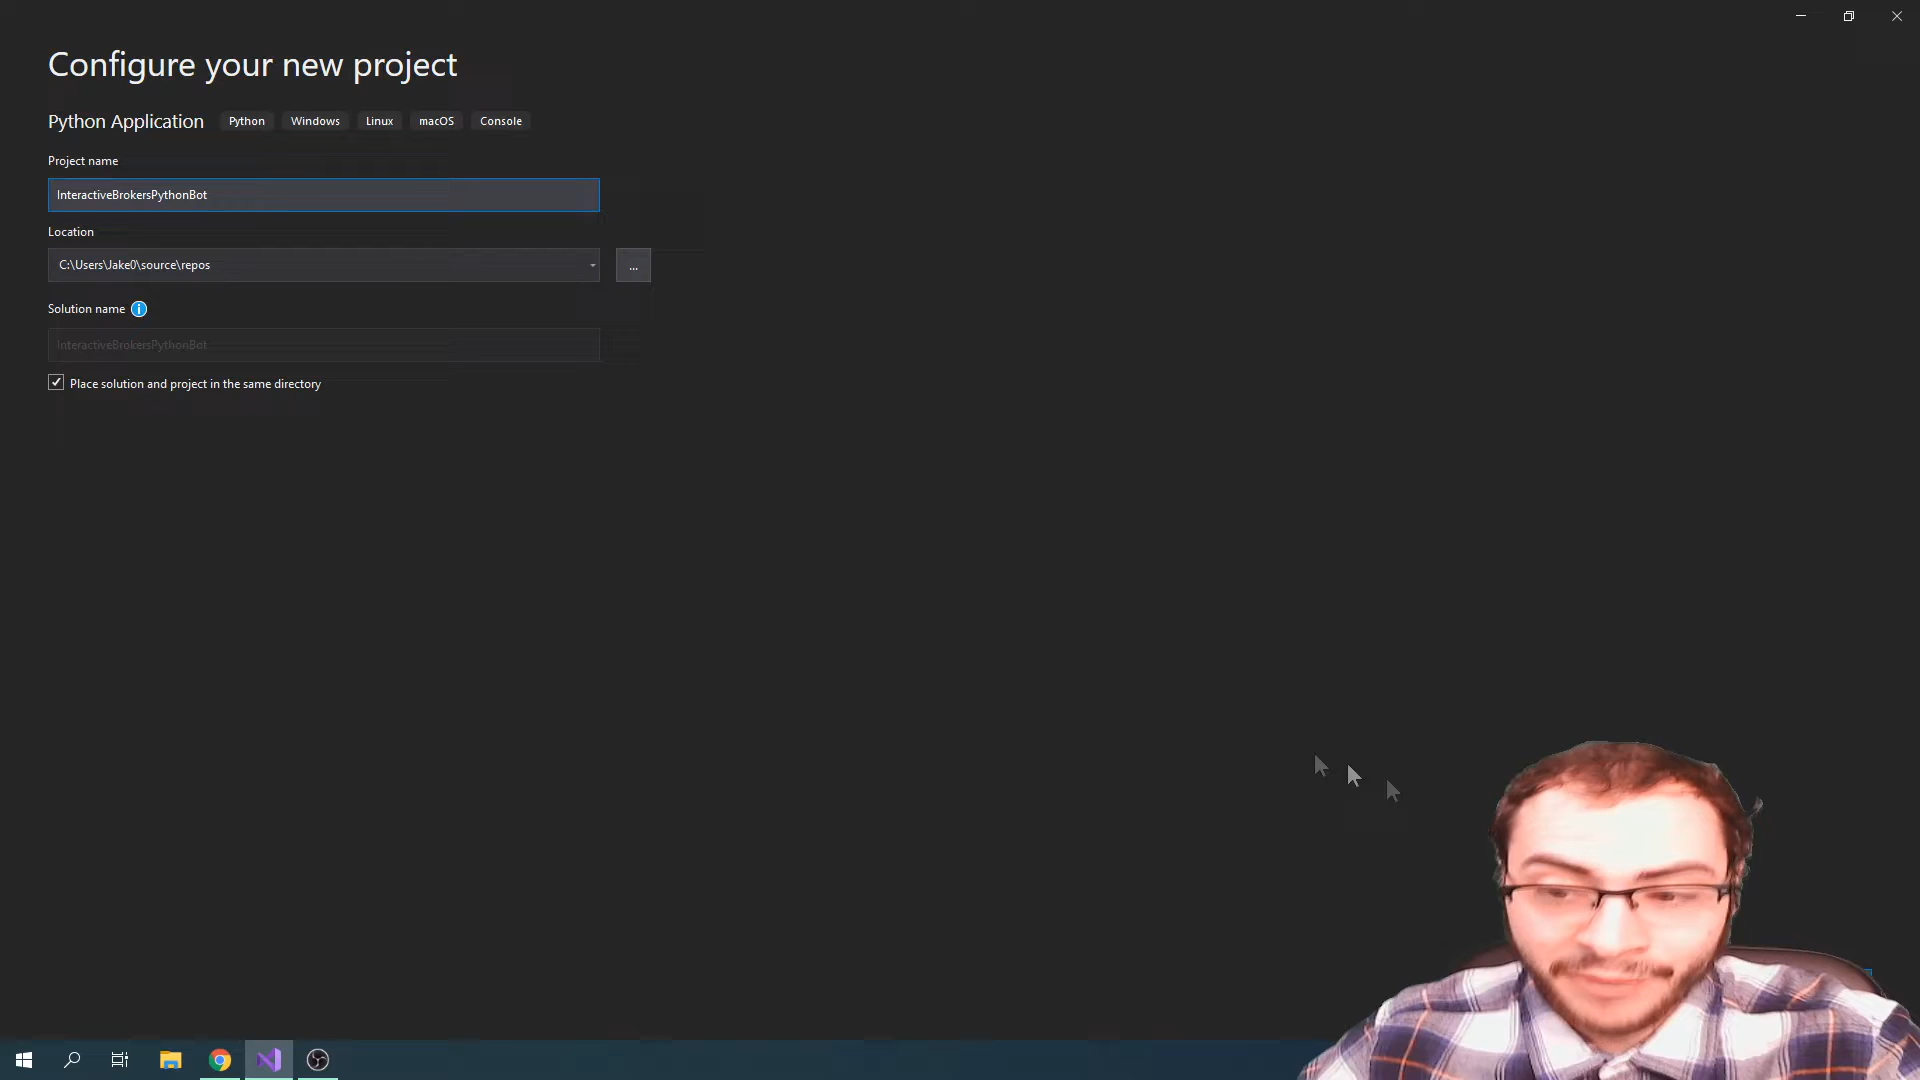 Configure your new project
Python Application Python Windows Linux macOS Console
Project name
InteractiveBrokersPythonBot
Location
C:\Users\Jake0\source\repos
...
Solution name
InteractiveBrokersPythonBot
Place solution and project in the same directory